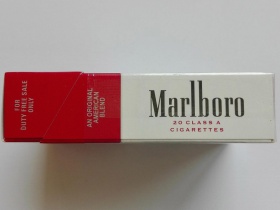 FOR
DUTY FREE SALE
ONLY
AN ORIGINAL
AMERICAN
BLEND
Marlboro
20 CLASS A
CIGARETTES